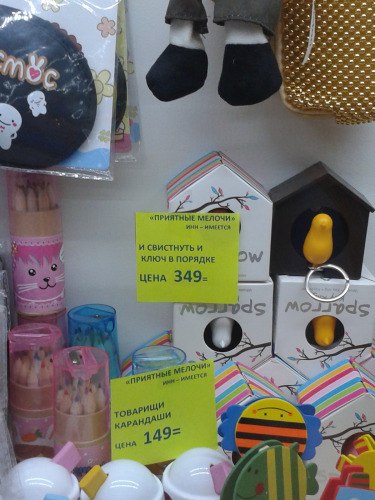 «ПРИЯТНЫЕ МЕЛОЧИ»
ИНН – ИМЕЕТСЯ
И СВИСТНУТЬ И
КЛЮЧ В ПОРЯДКЕ
ЦЕНА 349=
sparrow
sparrow
«ПРИЯТНЫЕ МЕЛОЧИ»
ИНН – ИМЕЕТСЯ
ТОВАРИЩИ
КАРАНДАШИ
ЦЕНА 149=